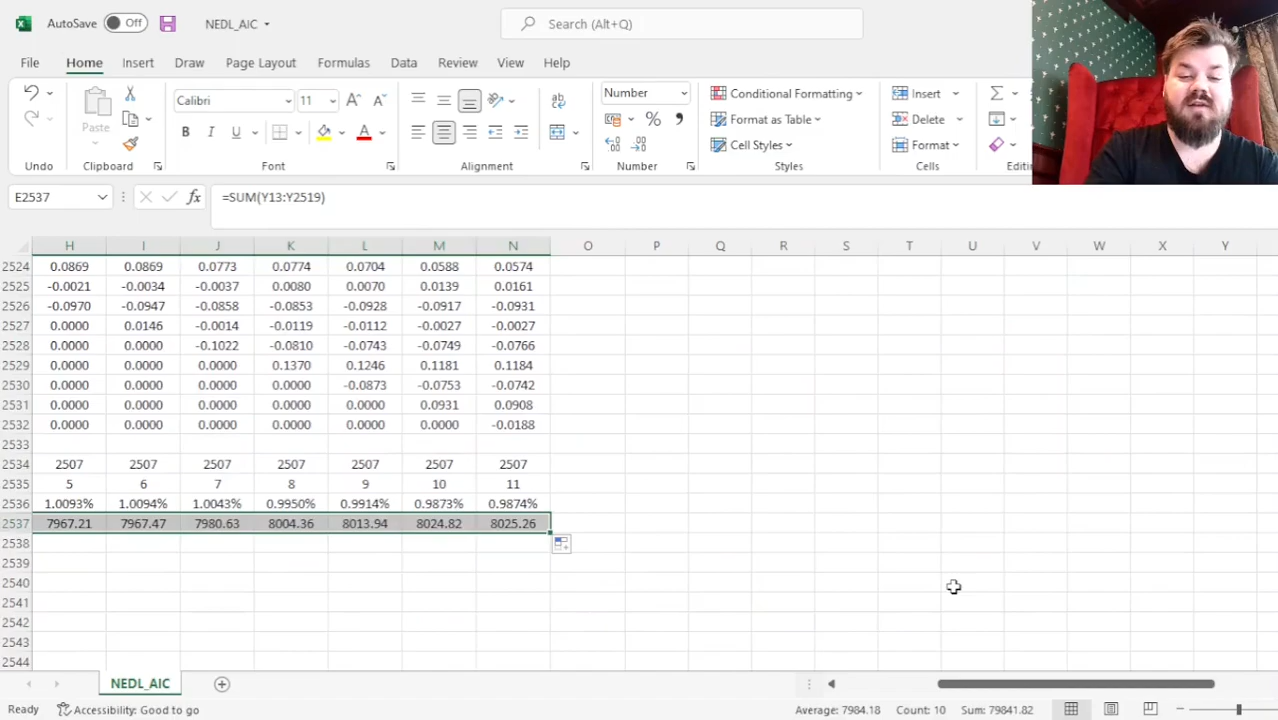 AutoSave Off NEDL_AIC Search (Alt+Q)
File Home Insert Draw Page Layout Formulas Data Review View Help
Calibri 11 Number Conditional Formatting Insert
Paste B I U A Format as Table Delete
Cell Styles Format
Undo Clipboard Font Alignment Number Styles Cells Editin
E2537 fx =SUM(Y13:Y2519)
H I J K L M N O P Q R S T U V W X Y
2524 0.0869 0.0869 0.0773 0.0774 0.0704 0.0588 0.0574
2525 -0.0021 -0.0034 -0.0037 0.0080 0.0070 0.0139 0.0161
2526 -0.0970 -0.0947 -0.0858 -0.0853 -0.0928 -0.0917 -0.0931
2527 0.0000 0.0146 -0.0014 -0.0119 -0.0112 -0.0027 -0.0027
2528 0.0000 0.0000 -0.1022 -0.0810 -0.0743 -0.0749 -0.0766
2529 0.0000 0.0000 0.0000 0.1370 0.1246 0.1181 0.1184
2530 0.0000 0.0000 0.0000 0.0000 -0.0873 -0.0753 -0.0742
2531 0.0000 0.0000 0.0000 0.0000 0.0000 0.0931 0.0908
2532 0.0000 0.0000 0.0000 0.0000 0.0000 0.0000 -0.0188
2533
2534 2507 2507 2507 2507 2507 2507 2507
2535 5 6 7 8 9 10 11
2536 1.0093% 1.0094% 1.0043% 0.9950% 0.9914% 0.9873% 0.9874%
2537 7967.21 7967.47 7980.63 8004.36 8013.94 8024.82 8025.26
2538
2539
2540
2541
2542
2543
2544
NEDL_AIC
Ready Accessibility: Good to go Average: 7984.18 Count: 10 Sum: 79841.82